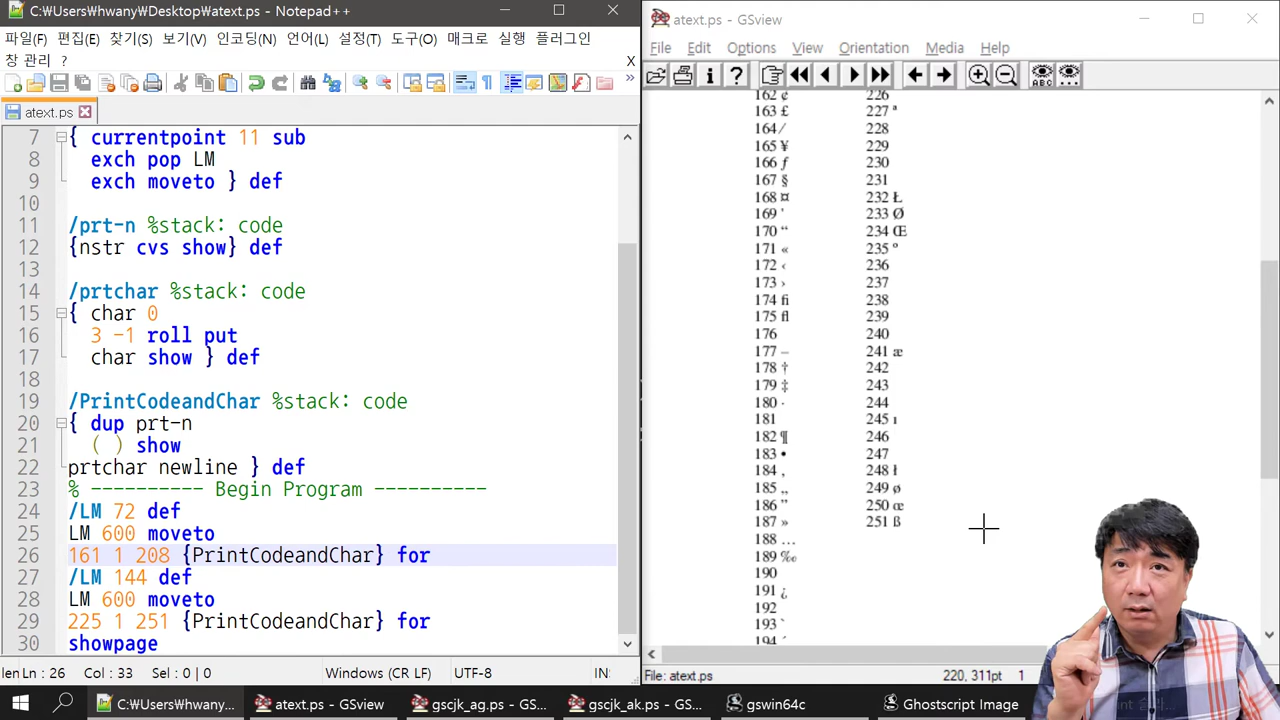 C:₩Users₩hwany₩Desktop₩atext.ps - Notepad++
파일(F) 편집(E) 찾기(S) 보기(V) 인코딩(N) 언어(L) 설정(T) 도구(O) 매크로 실행 플러그인
창 관리 ?
X
atext.ps
7 { currentpoint 11 sub
8 exch pop LM
9 exch moveto } def
10
11 /prt-n %stack: code
12 {nstr cvs show} def
13
14 /prtchar %stack: code
15 { char 0
16 3 -1 roll put
17 char show } def
18
19 /PrintCodeandChar %stack: code
20 { dup prt-n
21 ( ) show
22 prtchar newline } def
23 % ---------- Begin Program ----------
24 /LM 72 def
25 LM 600 moveto
26 161 1 208 {PrintCodeandChar} for
27 /LM 144 def
28 LM 600 moveto
29 225 1 251 {PrintCodeandChar} for
30 showpage
len Ln : 26 Col : 33 Sel : 0 | 0 Windows (CR LF) UTF-8 IN:
atext.ps - GSview
File Edit Options View Orientation Media Help
ABC
162 ¢ 226
163 £ 227 ª
164 ⁄ 228
165 ¥ 229
166 ƒ 230
167 § 231
168 ¤ 232 Ł
169 ' 233 Ø
170 “ 234 Œ
171 « 235 º
172 ‹ 236
173 › 237
174 ﬁ 238
175 ﬂ 239
176 240
177 – 241 æ
178 † 242
179 ‡ 243
180 · 244
181 245 ı
182 ¶ 246
183 • 247
184 ‚ 248 ł
185 „ 249 ø
186 ” 250 œ
187 » 251 ß
188 …
189 ‰
190
191 ¿
192
193 `
194 ´
File: atext.ps 220, 311pt 1
C:₩Users₩hwany₩... atext.ps - GSview gscjk_ag.ps - GS... gscjk_ak.ps - GS... gswin64c Ghostscript Image